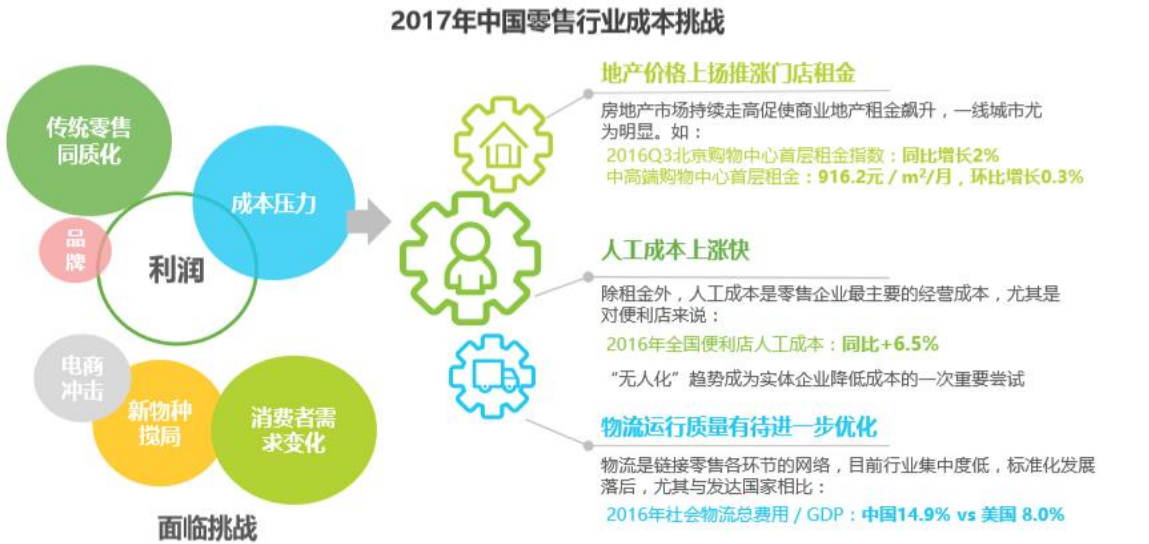 2017年中国零售行业成本挑战
传统零售
同质化
成本压力
品
牌
利润
电商
冲击
新物种
搅局
消费者需
求变化
面临挑战
地产价格上扬推涨门店租金
房地产市场持续走高促使商业地产租金飙升，一线城市尤
为明显。如：
2016Q3北京购物中心首层租金指数：同比增长2%
中高端购物中心首层租金：916.2元 / m²/月，环比增长0.3%
人工成本上涨快
除租金外，人工成本是零售企业最主要的经营成本，尤其是
对便利店来说：
2016年全国便利店人工成本：同比+6.5%
“无人化”趋势成为实体企业降低成本的一次重要尝试
物流运行质量有待进一步优化
物流是链接零售各环节的网络，目前行业集中度低，标准化发展
落后，尤其与发达国家相比：
2016年社会物流总费用 / GDP：中国14.9% vs 美国 8.0%